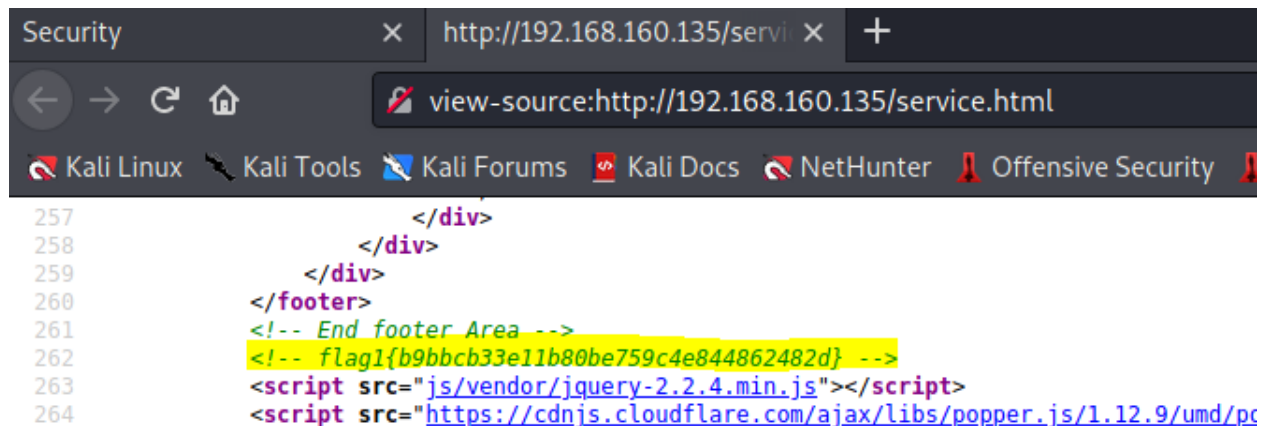 Security × http://192.168.160.135/servi × +
view-source:http://192.168.160.135/service.html
Kali Linux Kali Tools Kali Forums Kali Docs NetHunter Offensive Security
257 </div>
258 </div>
259 </div>
260 </footer>
261 <!-- End footer Area -->
262 <!-- flag1{b9bbcb33e11b80be759c4e844862482d} -->
263 <script src="js/vendor/jquery-2.2.4.min.js"></script>
264 <script src="https://cdnjs.cloudflare.com/ajax/libs/popper.js/1.12.9/umd/po